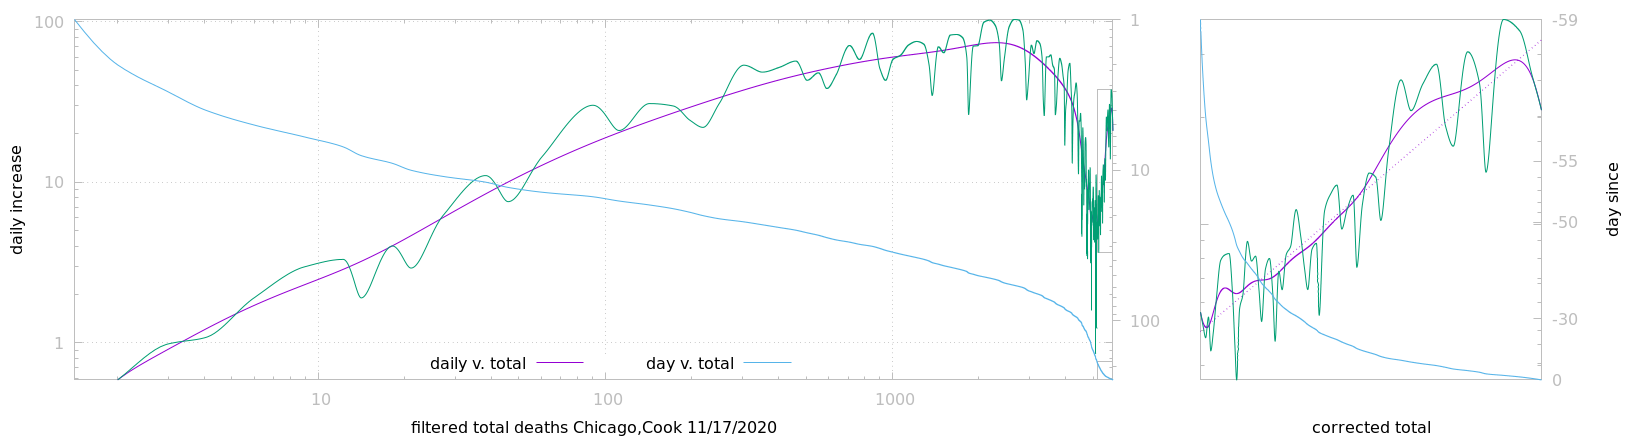 100
10
1
daily increase
10
100
1000
filtered total deaths Chicago,Cook 11/17/2020
daily v. total
day v. total
1
10
100
-59
-55
-50
-30
0
day since
corrected total